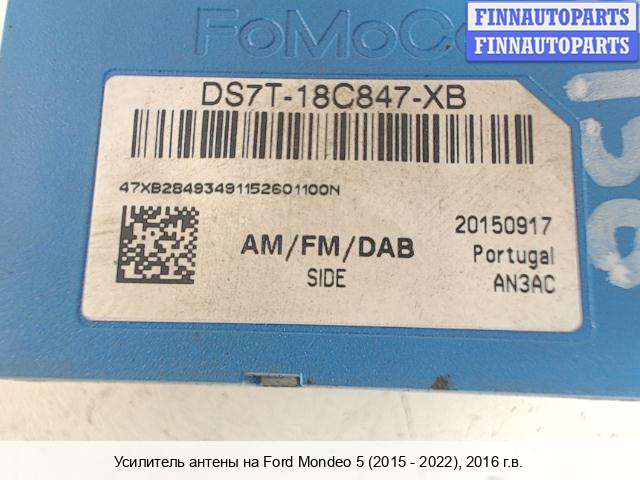 FINNAUTOPARTS
FINNAUTOPARTS
FoMoCo
DS7T-18C847-XB
47XB28493491152601100N
20150917
AM/FM/DAB
Portugal
SIDE
AN3AC
Усилитель антены на Ford Mondeo 5 (2015 - 2022), 2016 г.в.